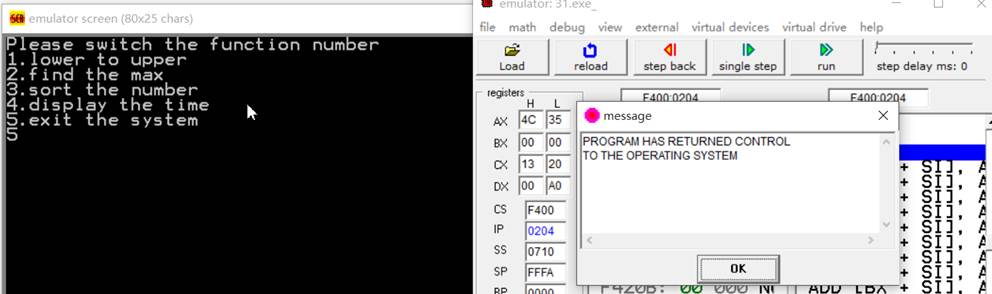 emulator screen (80x25 chars)
Please switch the function number
1.lower to upper
2.find the max
3.sort the number
4.display the time
5.exit the system
5
emulator: 31.exe_
file math debug view external virtual devices virtual drive help
Load reload step back single step run step delay ms: 0
registers
H L
AX 4C 35
BX 00 00
CX 13 20
DX 00 A0
CS F400
IP 0204
SS 0710
SP FFFA
BP 0000
F400:0204 F400:0204
message
PROGRAM HAS RETURNED CONTROL
TO THE OPERATING SYSTEM
OK
+ SI], A
+ SI], A
+ SI], A
+ SI], A
+ SI], A
+ SI], A
+ SI], A
F420B: 00 000 ADD [BX + SI], A